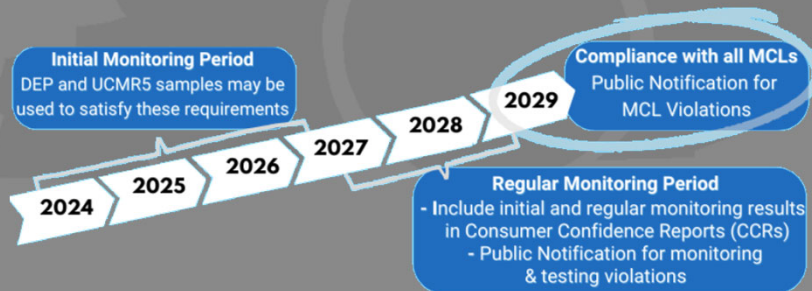 Initial Monitoring Period
DEP and UCMR5 samples may be
used to satisfy these requirements
Compliance with all MCLs
Public Notification for
MCL Violations
2024
2025
2026
2027
2028
2029
Regular Monitoring Period
- Include initial and regular monitoring results
in Consumer Confidence Reports (CCRs)
- Public Notification for monitoring
& testing violations